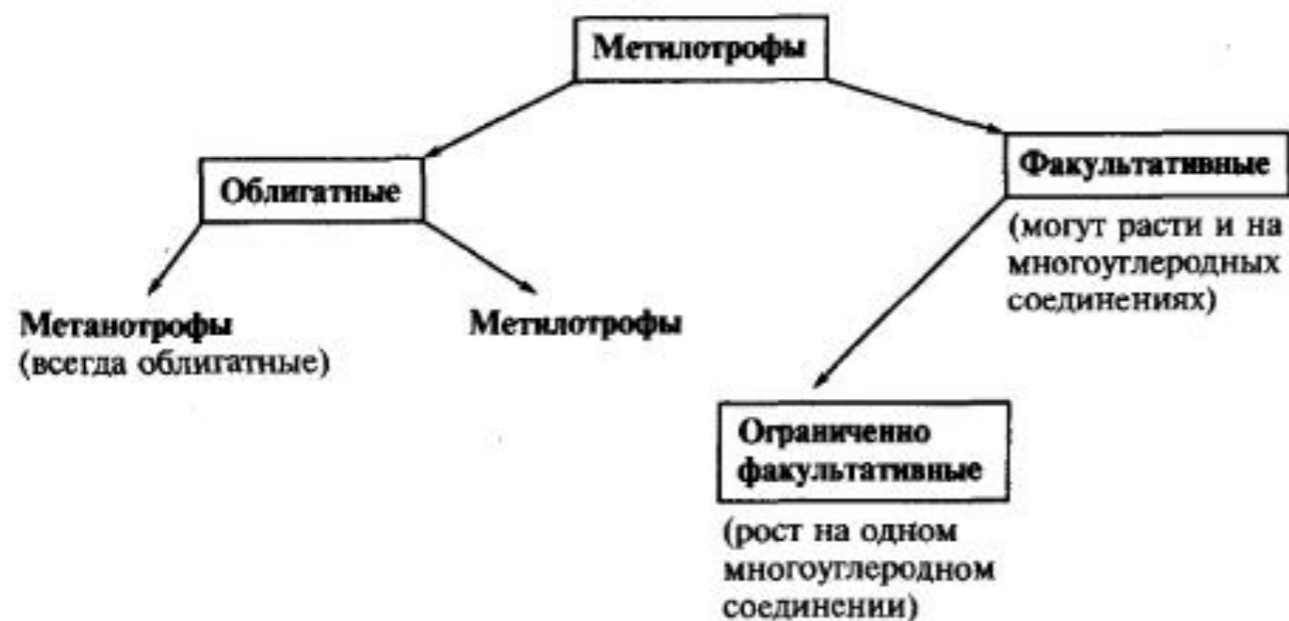 Метилотрофы
Облигатные
Факультативные
(могут расти и на
многоуглеродных
соединениях)
Метанотрофы
(всегда облигатные)
Метилотрофы
Ограниченно
факультативные
(рост на одном
многоуглеродном
соединении)